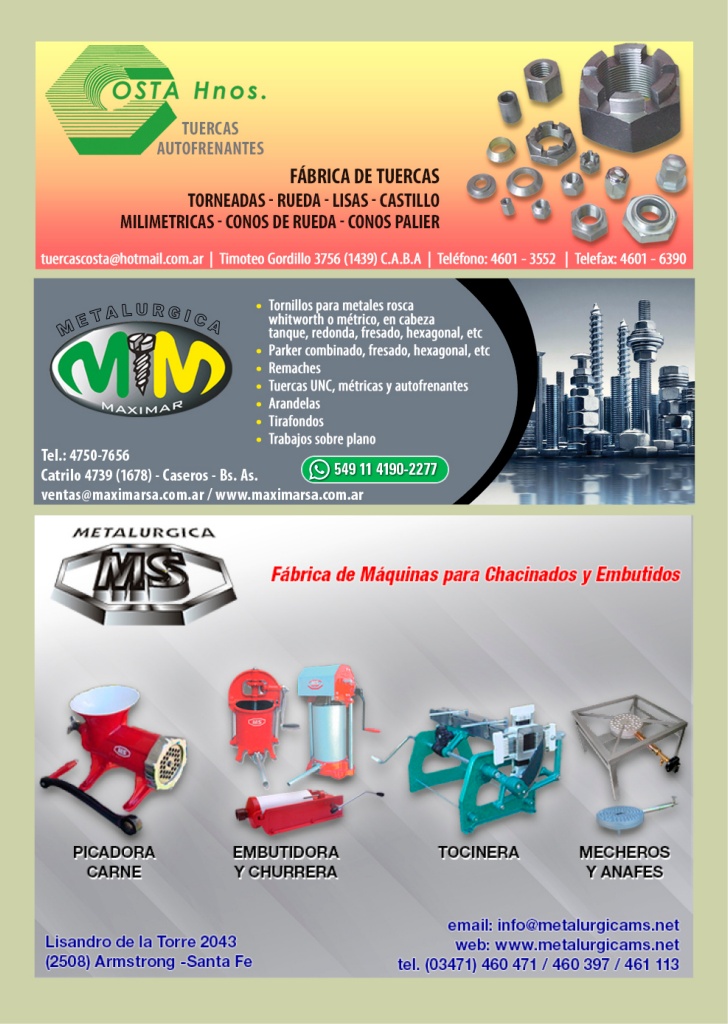 COSTA Hnos.
TUERCAS
AUTOFRENANTES
FÁBRICA DE TUERCAS
TORNEADAS - RUEDA - LISAS - CASTILLO
MILIMETRICAS - CONOS DE RUEDA - CONOS PALIER
tuercascosta@hotmail.com.ar | Timoteo Gordillo 3756 (1439) C.A.B.A | Teléfono: 4601 - 3552 | Telefax: 4601 - 6390
METALURGICA
MM
MAXIMAR
• Tornillos para metales rosca
whitworth o métrico, en cabeza
tanque, redonda, fresado, hexagonal, etc
• Parker combinado, fresado, hexagonal, etc
• Remaches
• Tuercas UNC, métricas y autofrenantes
• Arandelas
• Tirafondos
• Trabajos sobre plano
Tel.: 4750-7656
Catrilo 4739 (1678) - Caseros - Bs. As.
549 11 4190-2277
ventas@maximarsa.com.ar / www.maximarsa.com.ar
METALURGICA
MS
Fábrica de Máquinas para Chacinados y Embutidos
MS
PICADORA
CARNE
EMBUTIDORA
Y CHURRERA
TOCINERA
MECHEROS
Y ANAFES
Lisandro de la Torre 2043
(2508) Armstrong -Santa Fe
email: info@metalurgicams.net
web: www.metalurgicams.net
tel. (03471) 460 471 / 460 397 / 461 113